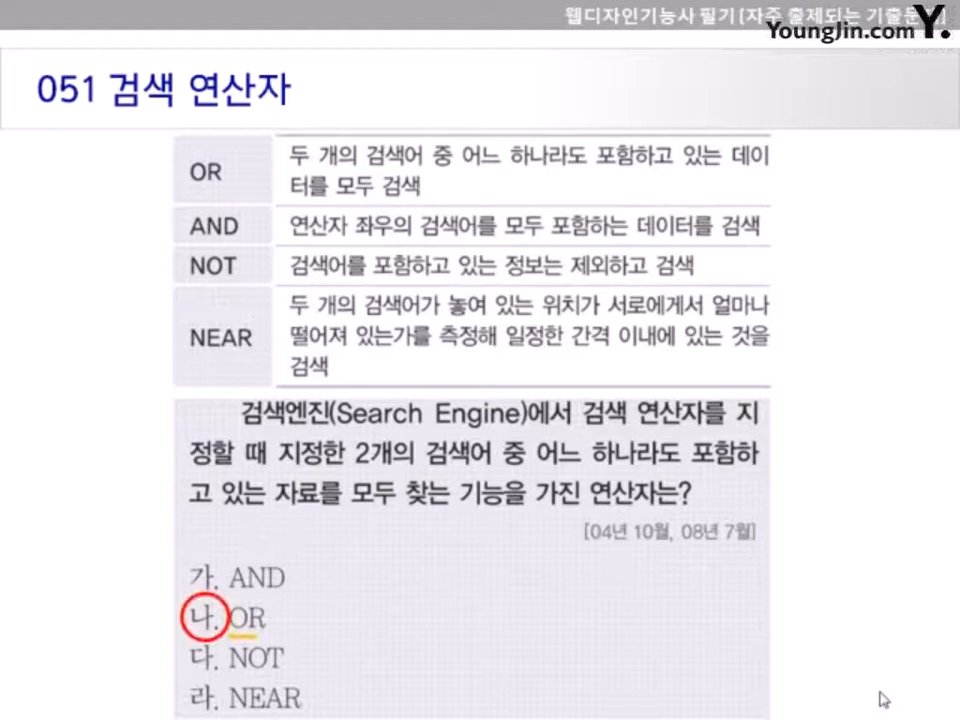 웹디자인기능사 필기 [자주 출제되는 기출문제]
YoungJin.com Y.
051 검색 연산자
OR
두 개의 검색어 중 어느 하나라도 포함하고 있는 데이
터를 모두 검색
AND
연산자 좌우의 검색어를 모두 포함하는 데이터를 검색
NOT
검색어를 포함하고 있는 정보는 제외하고 검색
NEAR
두 개의 검색어가 놓여 있는 위치가 서로에게서 얼마나
떨어져 있는가를 측정해 일정한 간격 이내에 있는 것을
검색
검색엔진(Search Engine)에서 검색 연산자를 지
정할 때 지정한 2개의 검색어 중 어느 하나라도 포함하
고 있는 자료를 모두 찾는 기능을 가진 연산자는?
[04년 10월, 08년 7월]
가. AND
나. OR
다. NOT
라. NEAR